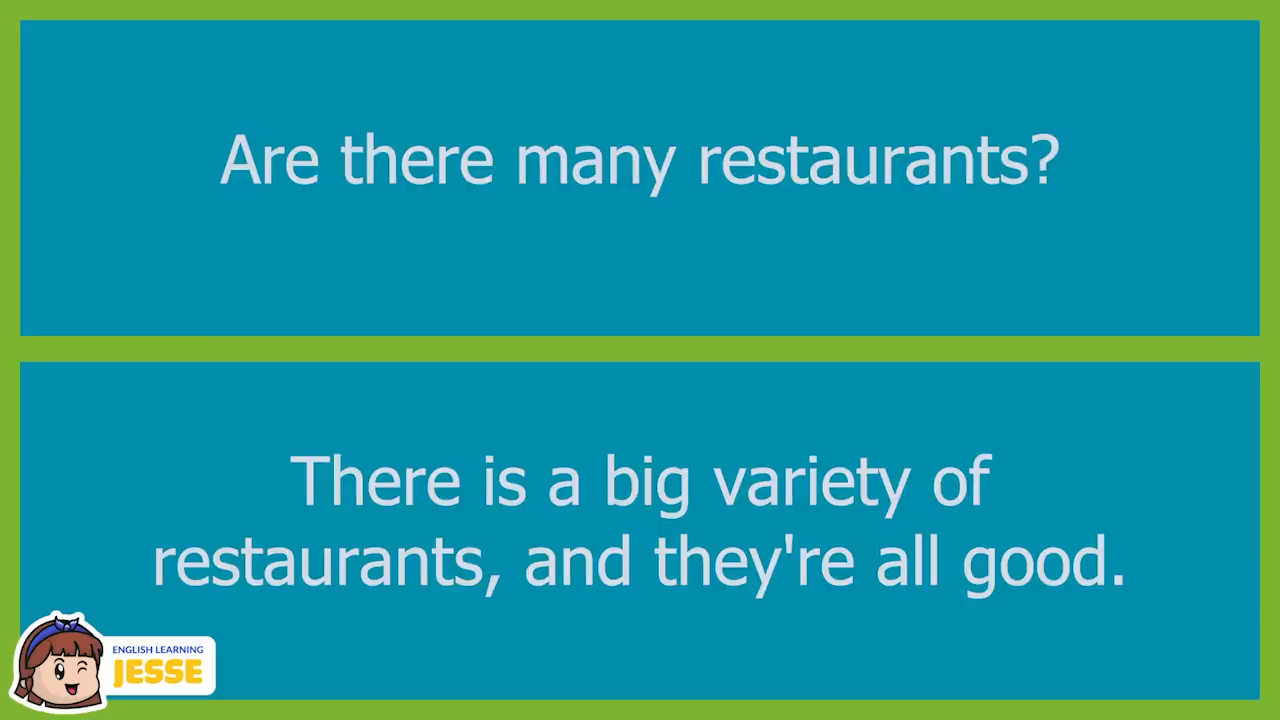 Are there many restaurants?
There is a big variety of
restaurants, and they're all good.
ENGLISH LEARNING
JESSE